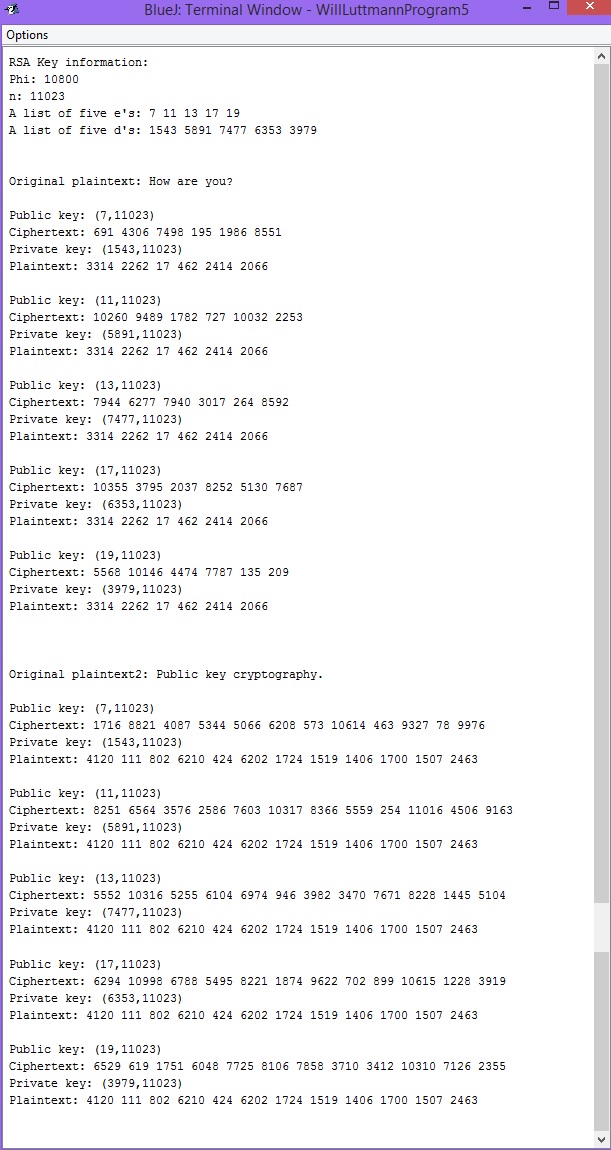 BlueJ: Terminal Window - WillLuttmannProgram5
Options
RSA Key information:
Phi: 10800
n: 11023
A list of five e's: 7 11 13 17 19
A list of five d's: 1543 5891 7477 6353 3979
Original plaintext: How are you?
Public key: (7,11023)
Ciphertext: 691 4306 7498 195 1986 8551
Private key: (1543,11023)
Plaintext: 3314 2262 17 462 2414 2066
Public key: (11,11023)
Ciphertext: 10260 9489 1782 727 10032 2253
Private key: (5891,11023)
Plaintext: 3314 2262 17 462 2414 2066
Public key: (13,11023)
Ciphertext: 7944 6277 7940 3017 264 8592
Private key: (7477,11023)
Plaintext: 3314 2262 17 462 2414 2066
Public key: (17,11023)
Ciphertext: 10355 3795 2037 8252 5130 7687
Private key: (6353,11023)
Plaintext: 3314 2262 17 462 2414 2066
Public key: (19,11023)
Ciphertext: 5568 10146 4474 7787 135 209
Private key: (3979,11023)
Plaintext: 3314 2262 17 462 2414 2066
Original plaintext2: Public key cryptography.
Public key: (7,11023)
Ciphertext: 1716 8821 4087 5344 5066 6208 573 10614 463 9327 78 9976
Private key: (1543,11023)
Plaintext: 4120 111 802 6210 424 6202 1724 1519 1406 1700 1507 2463
Public key: (11,11023)
Ciphertext: 8251 6564 3576 2586 7603 10317 8366 5559 254 11016 4506 9163
Private key: (5891,11023)
Plaintext: 4120 111 802 6210 424 6202 1724 1519 1406 1700 1507 2463
Public key: (13,11023)
Ciphertext: 5552 10316 5255 6104 6974 946 3982 3470 7671 8228 1445 5104
Private key: (7477,11023)
Plaintext: 4120 111 802 6210 424 6202 1724 1519 1406 1700 1507 2463
Public key: (17,11023)
Ciphertext: 6294 10998 6788 5495 8221 1874 9622 702 899 10615 1228 3919
Private key: (6353,11023)
Plaintext: 4120 111 802 6210 424 6202 1724 1519 1406 1700 1507 2463
Public key: (19,11023)
Ciphertext: 6529 619 1751 6048 7725 8106 7858 3710 3412 10310 7126 2355
Private key: (3979,11023)
Plaintext: 4120 111 802 6210 424 6202 1724 1519 1406 1700 1507 2463